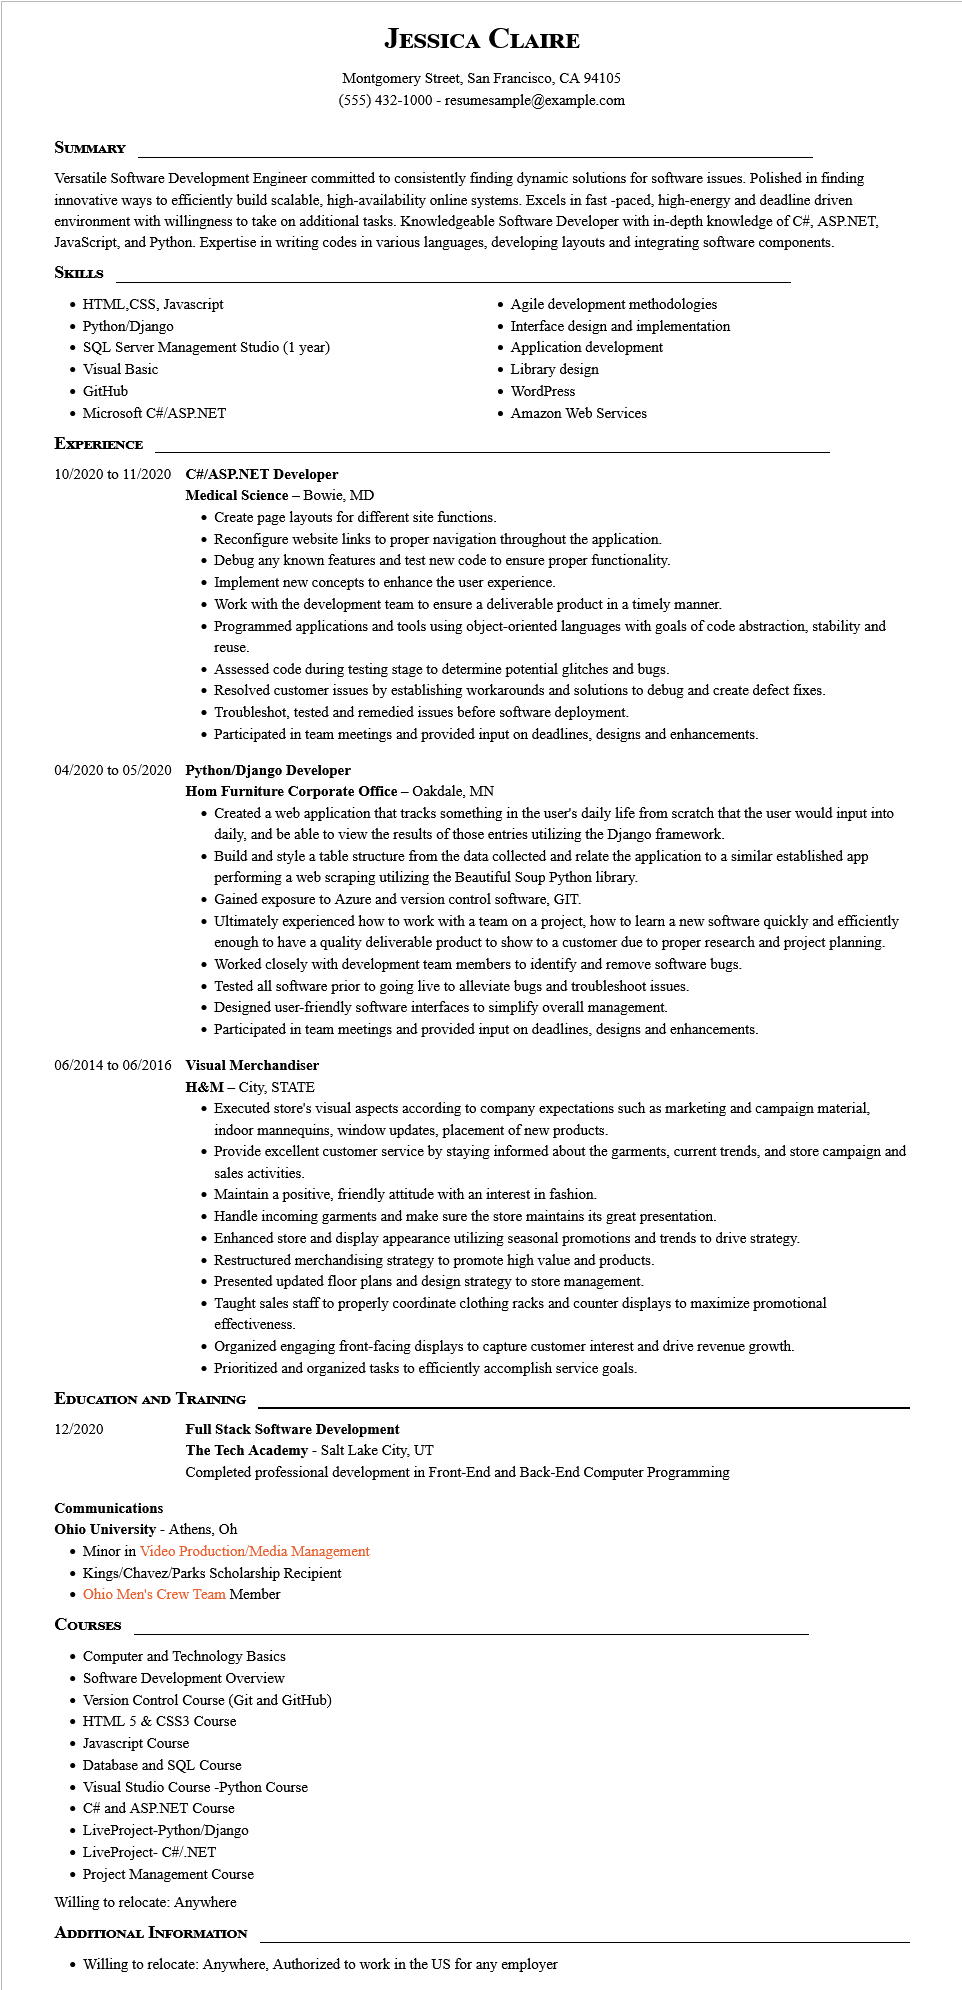 Jessica Claire
Montgomery Street, San Francisco, CA 94105
(555) 432-1000 - resumesample@example.com
Summary
Versatile Software Development Engineer committed to consistently finding dynamic solutions for software issues. Polished in finding
innovative ways to efficiently build scalable, high-availability online systems. Excels in fast -paced, high-energy and deadline driven
environment with willingness to take on additional tasks. Knowledgeable Software Developer with in-depth knowledge of C#, ASP.NET,
JavaScript, and Python. Expertise in writing codes in various languages, developing layouts and integrating software components.
Skills
• HTML,CSS, Javascript
• Python/Django
• SQL Server Management Studio (1 year)
• Visual Basic
• GitHub
• Microsoft C#/ASP.NET
• Agile development methodologies
• Interface design and implementation
• Application development
• Library design
• WordPress
• Amazon Web Services
Experience
10/2020 to 11/2020 C#/ASP.NET Developer
Medical Science – Bowie, MD
• Create page layouts for different site functions.
• Reconfigure website links to proper navigation throughout the application.
• Debug any known features and test new code to ensure proper functionality.
• Implement new concepts to enhance the user experience.
• Work with the development team to ensure a deliverable product in a timely manner.
• Programmed applications and tools using object-oriented languages with goals of code abstraction, stability and
reuse.
• Assessed code during testing stage to determine potential glitches and bugs.
• Resolved customer issues by establishing workarounds and solutions to debug and create defect fixes.
• Troubleshot, tested and remedied issues before software deployment.
• Participated in team meetings and provided input on deadlines, designs and enhancements.
04/2020 to 05/2020 Python/Django Developer
Hom Furniture Corporate Office – Oakdale, MN
• Created a web application that tracks something in the user's daily life from scratch that the user would input into
daily, and be able to view the results of those entries utilizing the Django framework.
• Build and style a table structure from the data collected and relate the application to a similar established app
performing a web scraping utilizing the Beautiful Soup Python library.
• Gained exposure to Azure and version control software, GIT.
• Ultimately experienced how to work with a team on a project, how to learn a new software quickly and efficiently
enough to have a quality deliverable product to show to a customer due to proper research and project planning.
• Worked closely with development team members to identify and remove software bugs.
• Tested all software prior to going live to alleviate bugs and troubleshoot issues.
• Designed user-friendly software interfaces to simplify overall management.
• Participated in team meetings and provided input on deadlines, designs and enhancements.
06/2014 to 06/2016 Visual Merchandiser
H&M – City, STATE
• Executed store's visual aspects according to company expectations such as marketing and campaign material,
indoor mannequins, window updates, placement of new products.
• Provide excellent customer service by staying informed about the garments, current trends, and store campaign and
sales activities.
• Maintain a positive, friendly attitude with an interest in fashion.
• Handle incoming garments and make sure the store maintains its great presentation.
• Enhanced store and display appearance utilizing seasonal promotions and trends to drive strategy.
• Restructured merchandising strategy to promote high value and products.
• Presented updated floor plans and design strategy to store management.
• Taught sales staff to properly coordinate clothing racks and counter displays to maximize promotional
effectiveness.
• Organized engaging front-facing displays to capture customer interest and drive revenue growth.
• Prioritized and organized tasks to efficiently accomplish service goals.
Education and Training
12/2020 Full Stack Software Development
The Tech Academy - Salt Lake City, UT
Completed professional development in Front-End and Back-End Computer Programming
Communications
Ohio University - Athens, Oh
• Minor in Video Production/Media Management
• Kings/Chavez/Parks Scholarship Recipient
• Ohio Men's Crew Team Member
Courses
• Computer and Technology Basics
• Software Development Overview
• Version Control Course (Git and GitHub)
• HTML 5 & CSS3 Course
• Javascript Course
• Database and SQL Course
• Visual Studio Course -Python Course
• C# and ASP.NET Course
• LiveProject-Python/Django
• LiveProject- C#/.NET
• Project Management Course
Willing to relocate: Anywhere
Additional Information
• Willing to relocate: Anywhere, Authorized to work in the US for any employer